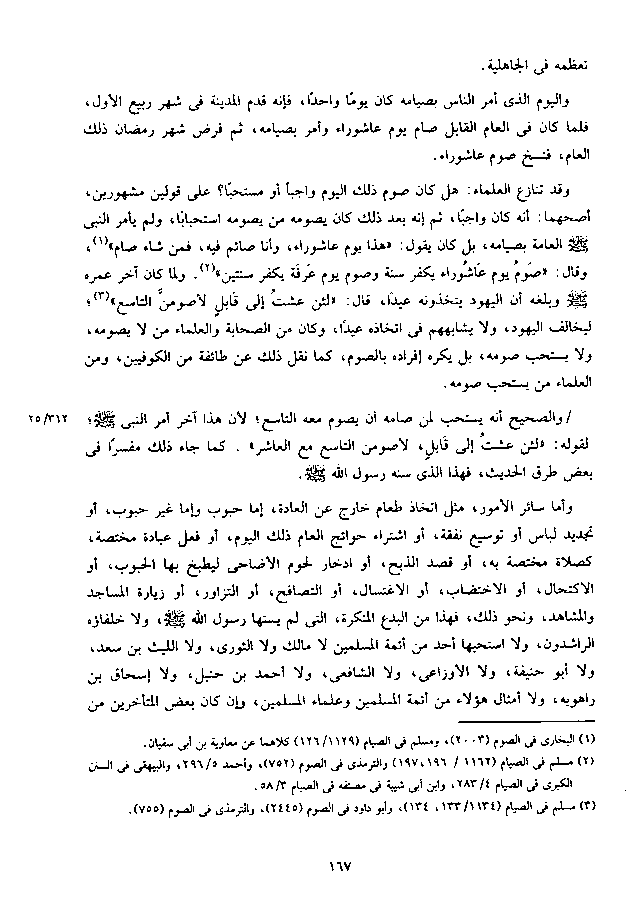 تعظمه فى الجاهلية.
واليوم الذى أمر الناس بصيامه كان يومًا واحدًا، فإنه قدم المدينة فى شهر ربيع الأول،
فلما كان فى العام القابل صام يوم عاشوراء وأمر بصيامه، ثم فرض شهر رمضان ذلك
العام، فنسخ صوم عاشوراء.
وقد تنازع العلماء: هل كان صوم ذلك اليوم واجباً أو مستحبًا؟ على قولين مشهورين،
أصحهما: أنه كان واجبًا، ثم إنه بعد ذلك كان يصومه من يصومه استحبابًا، ولم يأمر النبى
ﷺ العامة بصيامه، بل كان يقول: «هذا يوم عاشوراء، وأنا صائم فيه، فمن شاء صام»(١)،
وقال: «صَومُ يوم عَاشُوراء يكفر سنة وصوم يوم عَرفَة يكفر سنتين»(٢). ولما كان آخر عمره
ﷺ وبلغه أن اليهود يتخذونه عيدًا، قال: «لئن عشتُ إلى قَابلٍ لأصومنَّ التاسع»(٣)؛
ليخالف اليهود، ولا يشابههم فى اتخاذه عيدًا، وكان من الصحابة والعلماء من لا يصومه،
ولا يستحب صومه، بل يكره إفراده بالصوم، كما نقل ذلك عن طائفة من الكوفيين، ومن
العلماء من يستحب صومه.
/ والصحيح أنه يستحب لمن صامه أن يصوم معه التاسع؛ لأن هذا آخر أمر النبى ﷺ؛ ٢٥/٣١٢
لقوله: «لئن عشتُ إلى قَابلٍ، لأصومن التاسع مع العاشر» . كما جاء ذلك مفسرًا فى
بعض طرق الحديث، فهذا الذى سنه رسول الله ﷺ.
وأما سائر الأمور، مثل اتخاذ طعام خارج عن العادة، إما حبوب وإما غير حبوب، أو
تجديد لباس أو توسيع نفقة، أو اشتراء حوائج العام ذلك اليوم، أو فعل عبادة مختصة،
كصلاة مختصة به، أو قصد الذبح، أو ادخار لحوم الأضاحى ليطبخ بها الحبوب، أو
الاكتحال، أو الاختضاب، أو الاغتسال، أو التصافح، أو التزاور، أو زيارة المساجد
والمشاهد، ونحو ذلك، فهذا من البدع المنكرة، التى لم يسنها رسول الله ﷺ، ولا خلفاؤه
الراشدون، ولا استحبها أحد من أئمة المسلمين لا مالك ولا الثورى، ولا الليث بن سعد،
ولا أبو حنيفة، ولا الأوزاعى، ولا الشافعى، ولا أحمد بن حنبل، ولا إسحاق بن
راهويه، ولا أمثال هؤلاء من أئمة المسلمين وعلماء المسلمين، وإن كان بعض المتأخرين من
(١) البخارى فى الصوم (٢٠٠٣)، ومسلم فى الصيام (١١٢٩/ ١٢٦) كلاهما عن معاوية بن أبى سفيان.
(٢) مسلم فى الصيام (١١٦٢ / ١٩٦، ١٩٧) والترمذى فى الصوم (٧٥٢)، وأحمد ٢٩٦/٥، والبيهقى فى السنن
الكبرى فى الصيام ٢٨٣/٤، وابن أبى شيبة فى مصنفه فى الصيام ٥٨/٣.
(٣) مسلم فى الصيام (١١٣٤/ ١٣٣، ١٣٤)، وأبو داود فى الصوم (٢٤٤٥)، والترمذى فى الصوم (٧٥٥).
١٦٧